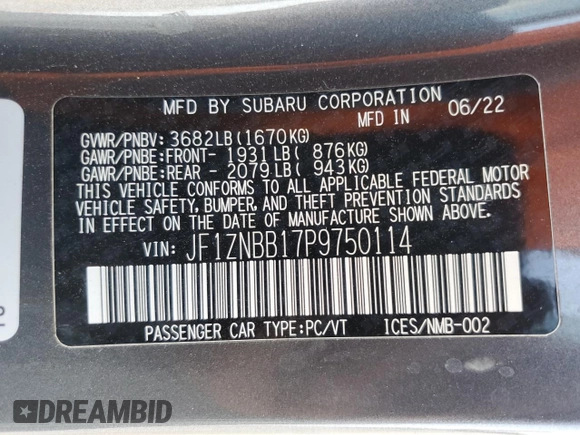 MFD BY SUBARU CORPORATION
MFD IN 06/22
GVWR/PNBV: 3682LB(1670KG)
GAWR/PNBE:FRONT- 1931LB( 876KG)
GAWR/PNBE:REAR - 2079LB( 943KG)
THIS VEHICLE CONFORMS TO ALL APPLICABLE FEDERAL MOTOR
VEHICLE SAFETY, BUMPER, AND THEFT PREVENTION STANDARDS
IN EFFECT ON THE DATE OF MANUFACTURE SHOWN ABOVE.
VIN: JF1ZNBB17P9750114
PASSENGER CAR TYPE:PC/VT ICES/NMB-002
DREAMBID